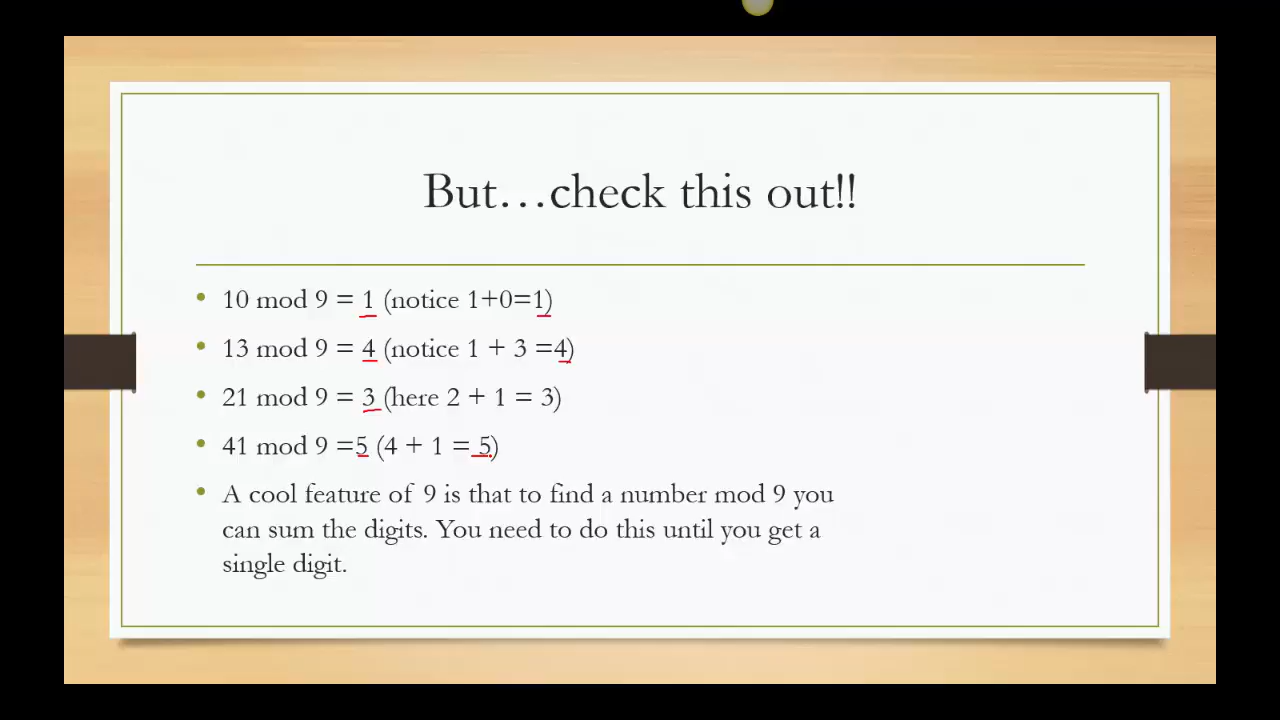 But…check this out!!
• 10 mod 9 = 1 (notice 1+0=1)
• 13 mod 9 = 4 (notice 1 + 3 =4)
• 21 mod 9 = 3 (here 2 + 1 = 3)
• 41 mod 9 =5 (4 + 1 = 5)
• A cool feature of 9 is that to find a number mod 9 you
can sum the digits. You need to do this until you get a
single digit.